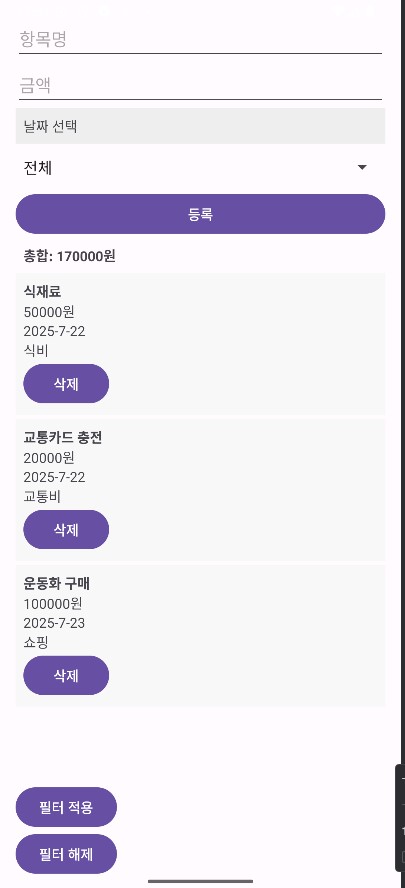 항목명
금액
날짜 선택
전체
등록
총합: 170000원
식재료
50000원
2025-7-22
식비
삭제
교통카드 충전
20000원
2025-7-22
교통비
삭제
운동화 구매
100000원
2025-7-23
쇼핑
삭제
필터 적용
필터 해제